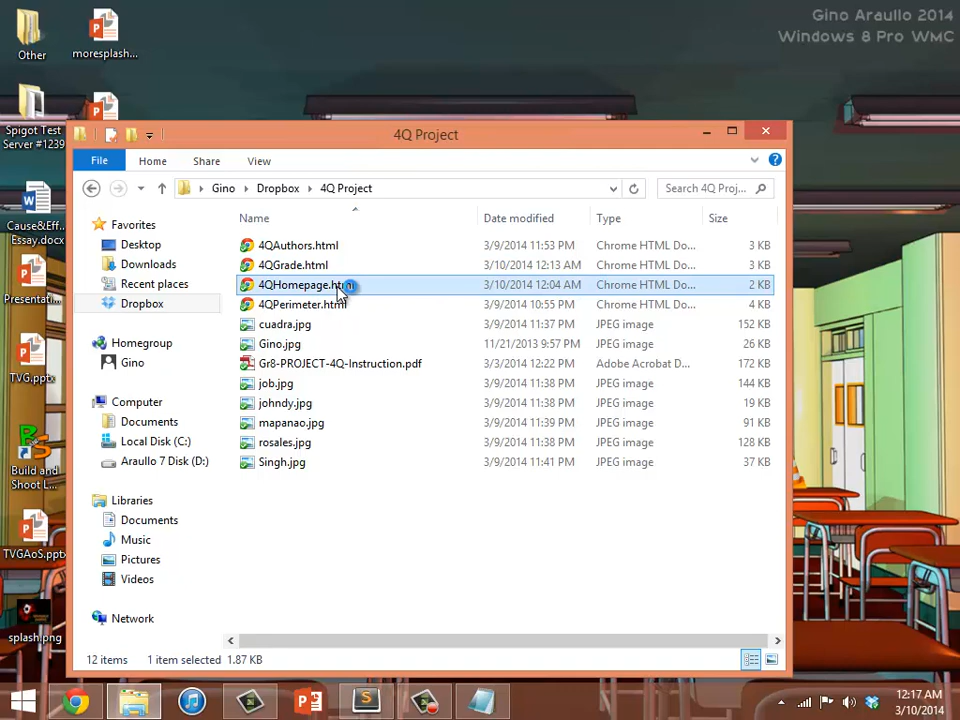 Gino Araullo 2014
Windows 8 Pro WMC
Other
moresplash...
Spigot Test
Server #1239
Cause&Eff...
Essay.docx
Presentati...
TVG.pptx
Build and
Shoot L...
TVGAoS.pptx
splash.png
4Q Project
File
Home
Share
View
Gino
Dropbox
4Q Project
Search 4Q Proj...
Name
Date modified
Type
Size
Favorites
Desktop
Downloads
Recent places
Dropbox
Homegroup
Gino
Computer
Documents
Local Disk (C:)
Araullo 7 Disk (D:)
Libraries
Documents
Music
Pictures
Videos
Network
4QAuthors.html 3/9/2014 11:53 PM Chrome HTML Do... 3 KB
4QGrade.html 3/10/2014 12:13 AM Chrome HTML Do... 3 KB
4QHomepage.html 3/10/2014 12:04 AM Chrome HTML Do... 2 KB
4QPerimeter.html 3/9/2014 10:55 PM Chrome HTML Do... 4 KB
cuadra.jpg 3/9/2014 11:37 PM JPEG image 152 KB
Gino.jpg 11/21/2013 9:57 PM JPEG image 26 KB
Gr8-PROJECT-4Q-Instruction.pdf 3/3/2014 12:22 PM Adobe Acrobat D... 172 KB
job.jpg 3/9/2014 11:38 PM JPEG image 144 KB
johndy.jpg 3/9/2014 11:38 PM JPEG image 19 KB
mapanao.jpg 3/9/2014 11:39 PM JPEG image 91 KB
rosales.jpg 3/9/2014 11:38 PM JPEG image 128 KB
Singh.jpg 3/9/2014 11:41 PM JPEG image 37 KB
12 items 1 item selected 1.87 KB
12:17 AM
3/10/2014